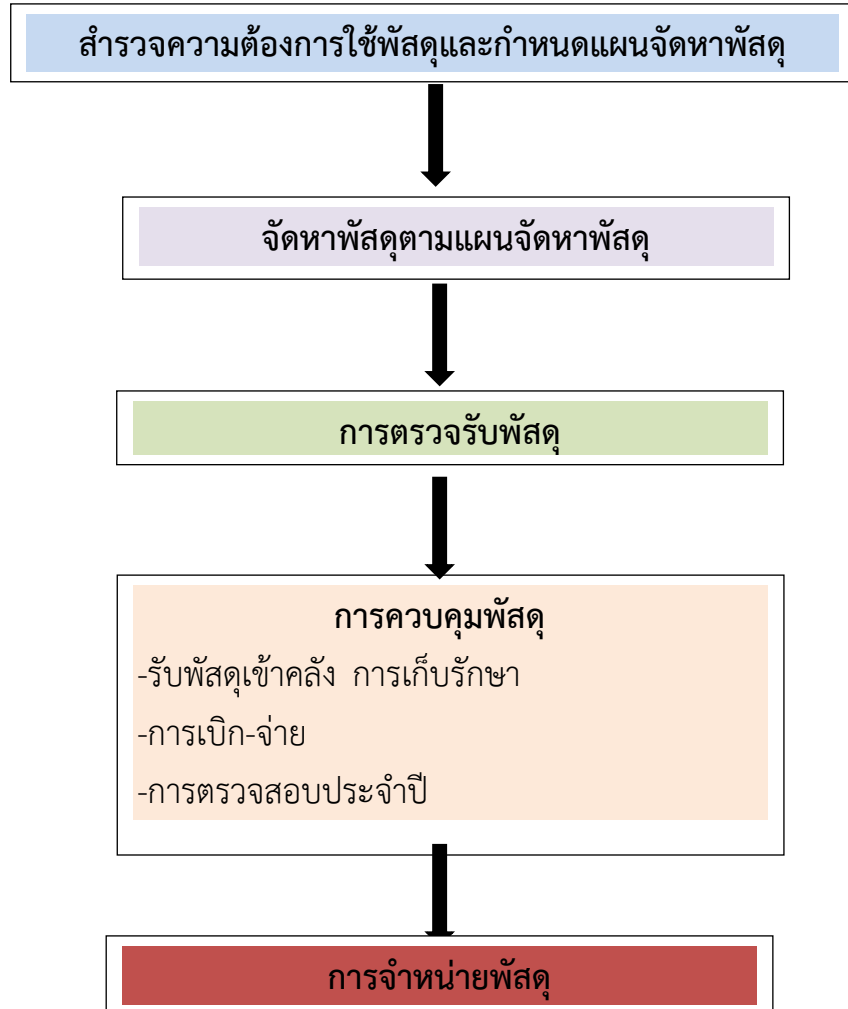 สำรวจความต้องการใช้พัสดุและกำหนดแผนจัดหาพัสดุ
จัดหาพัสดุตามแผนจัดหาพัสดุ
การตรวจรับพัสดุ
การควบคุมพัสดุ
-รับพัสดุเข้าคลัง การเก็บรักษา
-การเบิก-จ่าย
-การตรวจสอบประจำปี
การจำหน่ายพัสดุ